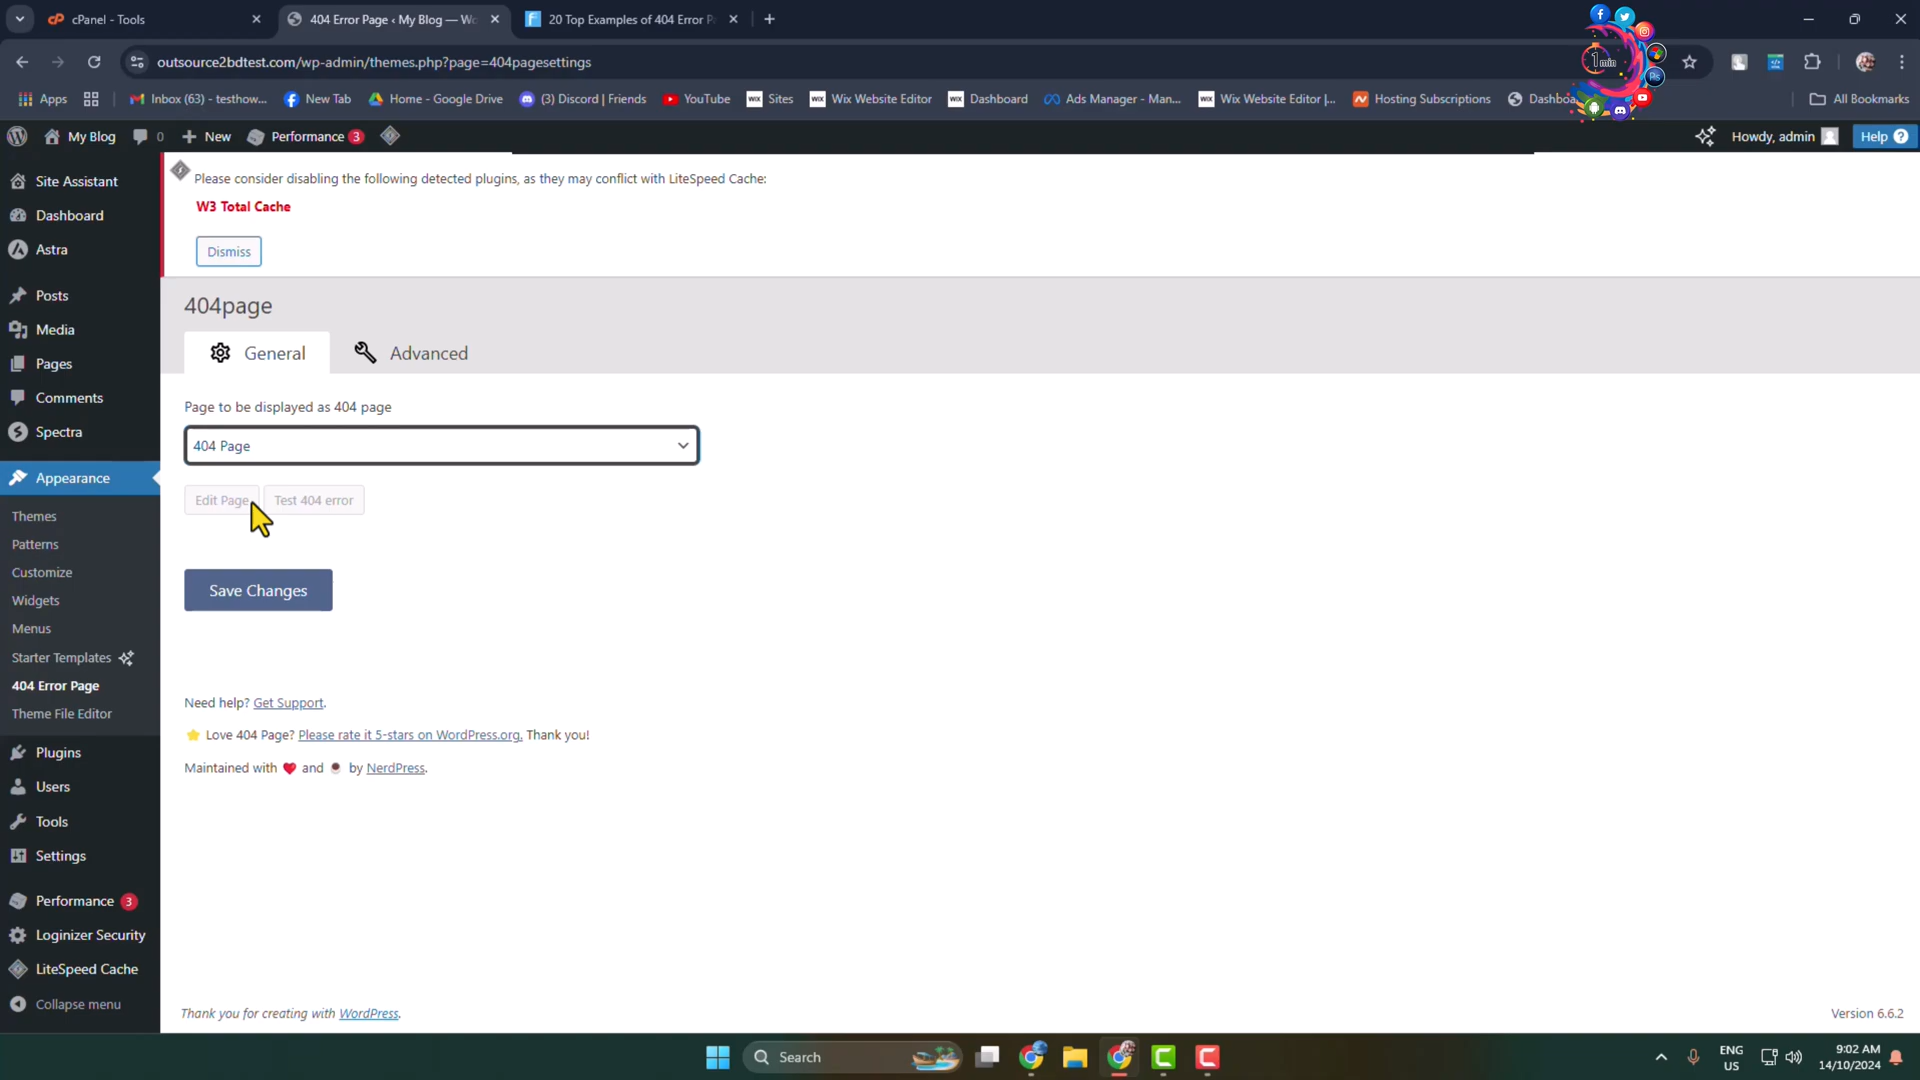 cPanel - Tools
404 Error Page ‹ My Blog — Wo
20 Top Examples of 404 Error P
outsource2bdtest.com/wp-admin/themes.php?page=404pagesettings
1min
Ps
Apps
Inbox (63) - testhow...
New Tab
Home - Google Drive
(3) Discord | Friends
YouTube
WIX Sites
WIX Wix Website Editor
WIX Dashboard
Ads Manager - Man...
WIX Wix Website Editor |...
Hosting Subscriptions
Dashboa
All Bookmarks
My Blog
0
New
Performance 3
Howdy, admin
Help ?
Please consider disabling the following detected plugins, as they may conflict with LiteSpeed Cache:
W3 Total Cache
Dismiss
Site Assistant
Dashboard
Astra
Posts
Media
Pages
Comments
Spectra
Appearance
Themes
Patterns
Customize
Widgets
Menus
Starter Templates
404 Error Page
Theme File Editor
Plugins
Users
Tools
Settings
Performance 3
Loginizer Security
LiteSpeed Cache
Collapse menu
404page
General
Advanced
Page to be displayed as 404 page
404 Page
Edit Page
Test 404 error
Save Changes
Need help? Get Support.
Love 404 Page? Please rate it 5-stars on WordPress.org. Thank you!
Maintained with ❤️ and by NerdPress.
Thank you for creating with WordPress.
Version 6.6.2
Search
ENG
US
9:02 AM
14/10/2024